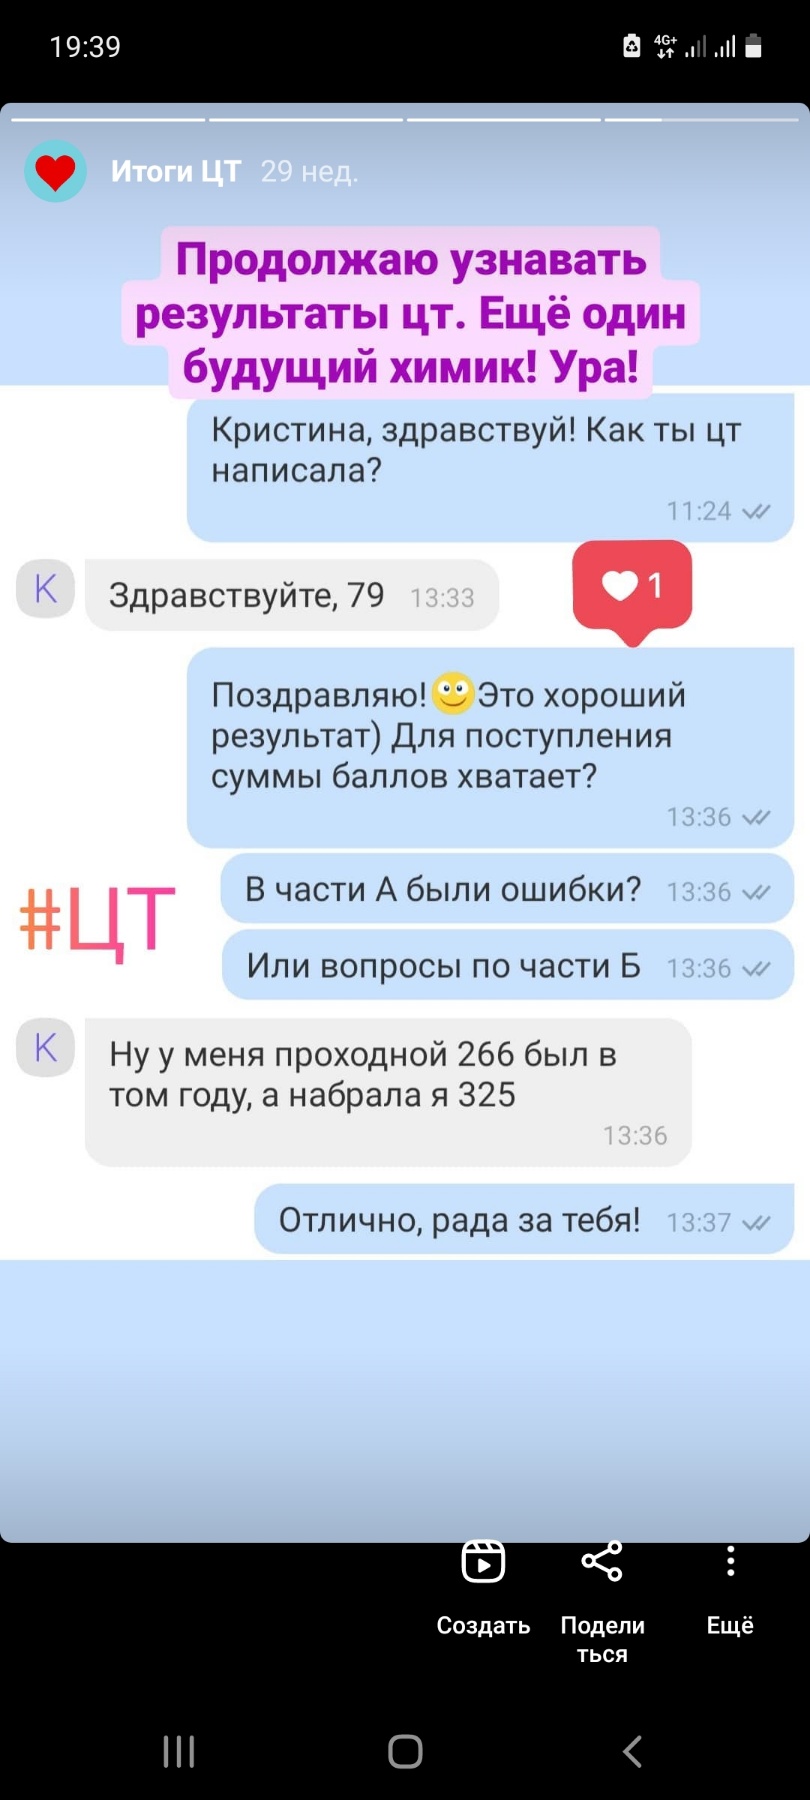 19:39
4G+
Итоги ЦТ 29 нед.
Продолжаю узнавать
результаты цт. Ещё один
будущий химик! Ура!
Кристина, здравствуй! Как ты цт
написала?
11:24
K
Здравствуйте, 79 13:33
1
Поздравляю! Это хороший
результат) Для поступления
суммы баллов хватает?
13:36
В части А были ошибки? 13:36
#ЦТ
Или вопросы по части Б 13:36
K
Ну у меня проходной 266 был в
том году, а набрала я 325
13:36
Отлично, рада за тебя! 13:37
Создать
Подели
ться
Ещё